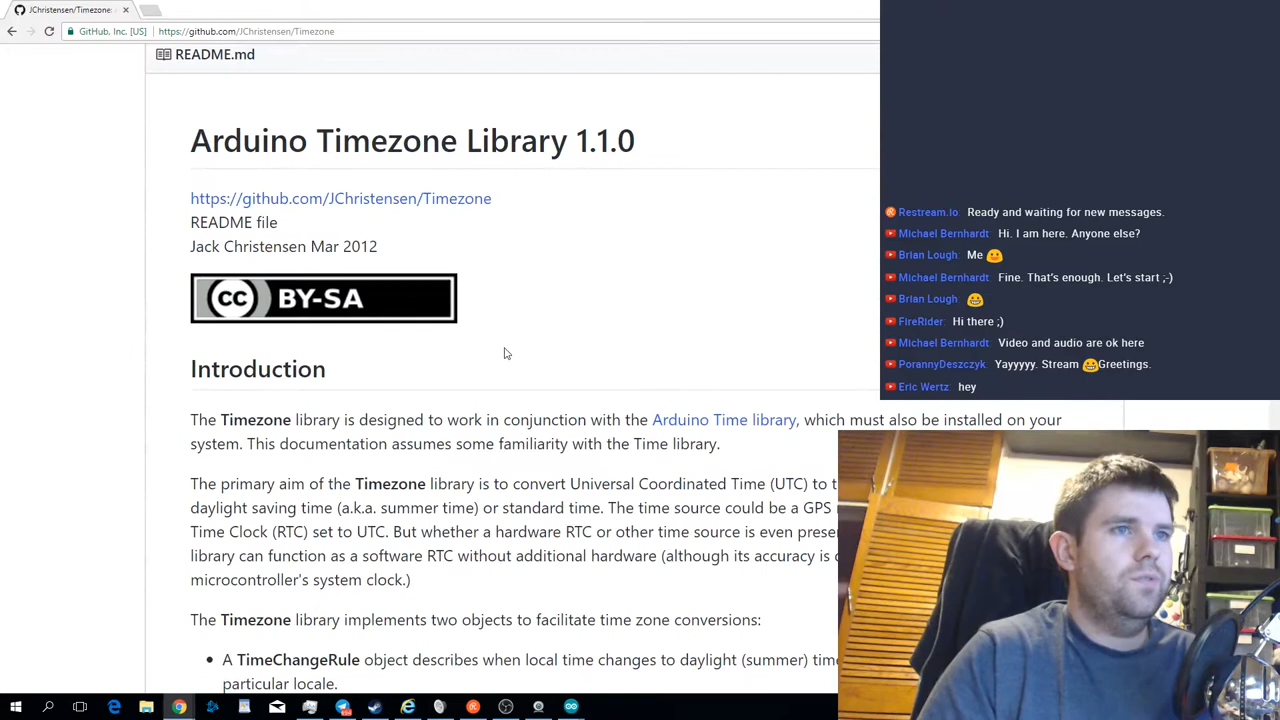 JChristensen/Timezone:
GitHub, Inc. [US]
https://github.com/JChristensen/Timezone
README.md
Arduino Timezone Library 1.1.0
https://github.com/JChristensen/Timezone
README file
Jack Christensen Mar 2012
CC BY-SA
Introduction
The Timezone library is designed to work in conjunction with the Arduino Time library, which must also be installed on your
system. This documentation assumes some familiarity with the Time library.
The primary aim of the Timezone library is to convert Universal Coordinated Time (UTC) to t
daylight saving time (a.k.a. summer time) or standard time. The time source could be a GPS
Time Clock (RTC) set to UTC. But whether a hardware RTC or other time source is even prese
library can function as a software RTC without additional hardware (although its accuracy is
microcontroller's system clock.)
The Timezone library implements two objects to facilitate time zone conversions:
• A TimeChangeRule object describes when local time changes to daylight (summer) time
particular locale.
Restream.io: Ready and waiting for new messages.
Michael Bernhardt: Hi. I am here. Anyone else?
Brian Lough: Me 😀
Michael Bernhardt: Fine. That's enough. Let's start ;-)
Brian Lough: 😁
FireRider: Hi there ;)
Michael Bernhardt: Video and audio are ok here
PorannyDeszczyk: Yayyyyy. Stream 😁Greetings.
Eric Wertz: hey